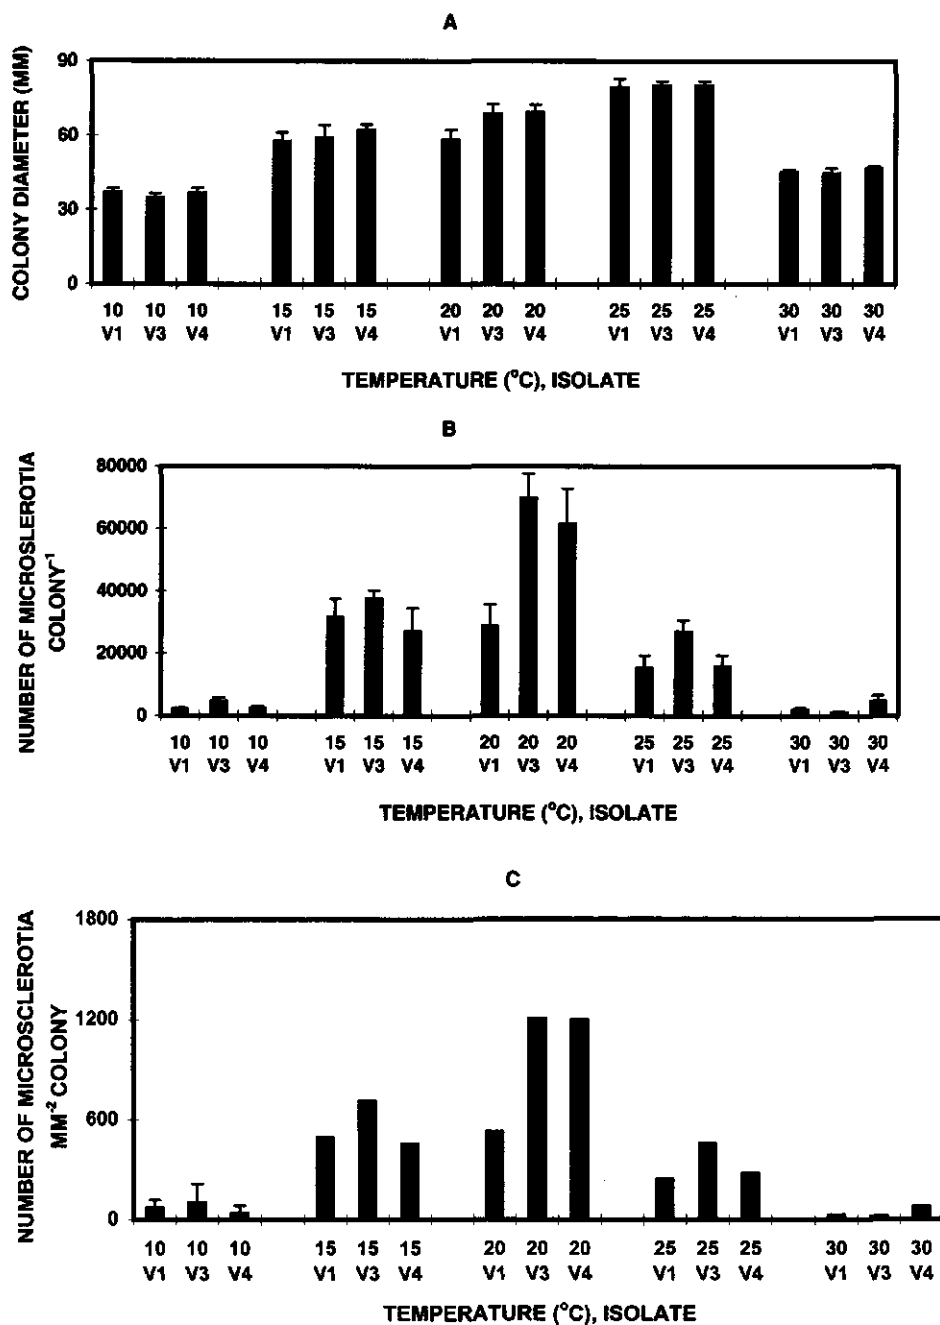 A
COLONY DIAMETER (MM)
90
60
30
0
10 10 10 15 15 15 20 20 20 25 25 25 30 30 30
V1 V3 V4 V1 V3 V4 V1 V3 V4 V1 V3 V4 V1 V3 V4
TEMPERATURE (°C), ISOLATE
B
NUMBER OF MICROSLEROTIA
COLONY⁻¹
80000
60000
40000
20000
0
10 10 10 15 15 15 20 20 20 25 25 25 30 30 30
V1 V3 V4 V1 V3 V4 V1 V3 V4 V1 V3 V4 V1 V3 V4
TEMPERATURE (°C), ISOLATE
C
NUMBER OF MICROSCLEROTIA
MM⁻² COLONY
1800
1200
600
0
10 10 10 15 15 15 20 20 20 25 25 25 30 30 30
V1 V3 V4 V1 V3 V4 V1 V3 V4 V1 V3 V4 V1 V3 V4
TEMPERATURE (°C), ISOLATE